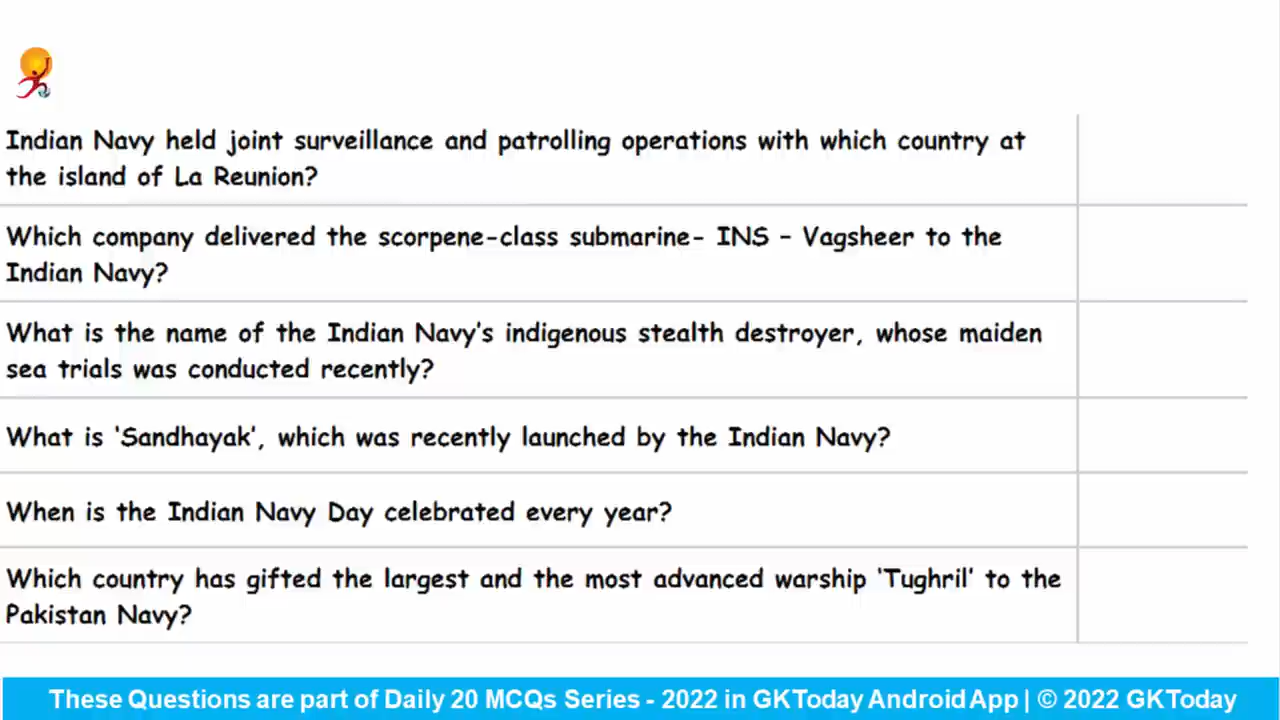 Indian Navy held joint surveillance and patrolling operations with which country at
the island of La Reunion?
Which company delivered the scorpene-class submarine- INS - Vagsheer to the
Indian Navy?
What is the name of the Indian Navy's indigenous stealth destroyer, whose maiden
sea trials was conducted recently?
What is 'Sandhayak', which was recently launched by the Indian Navy?
When is the Indian Navy Day celebrated every year?
Which country has gifted the largest and the most advanced warship 'Tughril' to the
Pakistan Navy?
These Questions are part of Daily 20 MCQs Series - 2022 in GKToday Android App | © 2022 GKToday